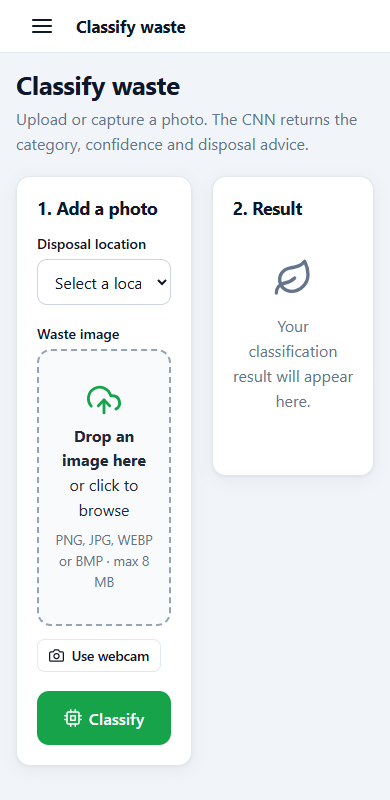 Classify waste
Classify waste
Upload or capture a photo. The CNN returns the
category, confidence and disposal advice.
1. Add a photo
Disposal location
Select a loca
Waste image
Drop an
image here
or click to
browse
PNG, JPG, WEBP
or BMP · max 8
MB
Use webcam
Classify
2. Result
Your
classification
result will appear
here.